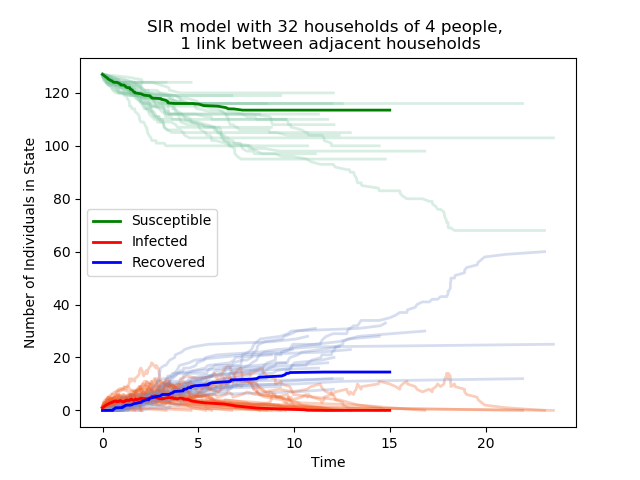 SIR model with 32 households of 4 people,
1 link between adjacent households
Number of Individuals in State
120
100
80
60
40
20
0
Susceptible
Infected
Recovered
0 5 10 15 20
Time